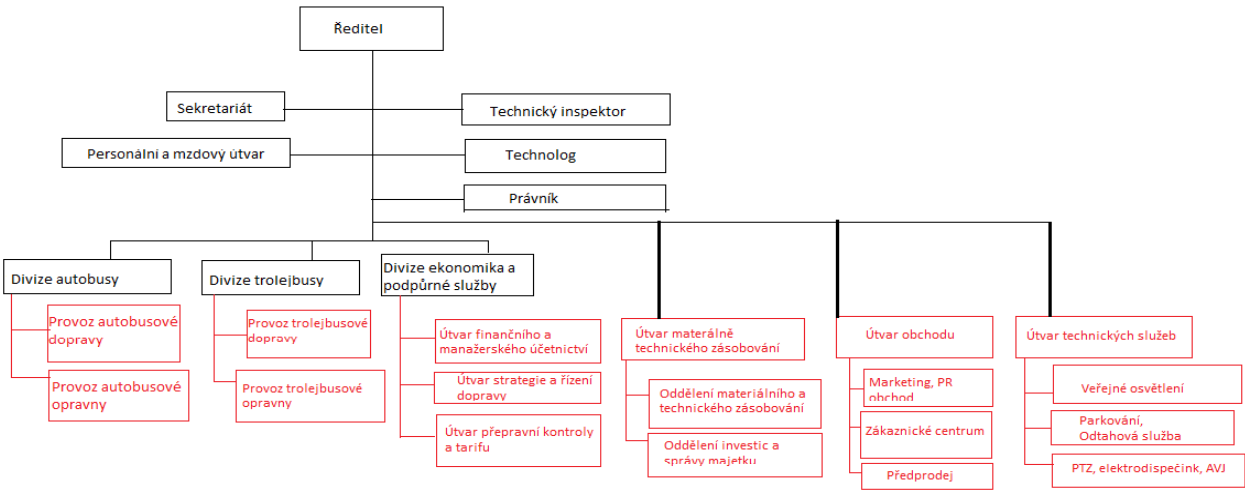 Ředitel
Sekretariát
Technický inspektor
Personální a mzdový útvar
Technolog
Právník
Divize autobusy
Divize trolejbusy
Divize ekonomika a
podpůrné služby
Provoz autobusové
dopravy
Provoz autobusové
opravny
Provoz trolejbusové
dopravy
Provoz trolejbusové
opravny
Útvar finančního a
manažerského účetnictví
Útvar strategie a řízení
dopravy
Útvar přepravní kontroly
a tarifu
Útvar materálně
technického zásobování
Oddělení materiálního a
technického zásobování
Oddělení investic a
správy majetku
Útvar obchodu
Marketing, PR
obchod
Zákaznické centrum
Předprodej
Útvar technických služeb
Veřejné osvětlení
Parkování,
Odtahová služba
PTZ, elektrodispečink, AVJ